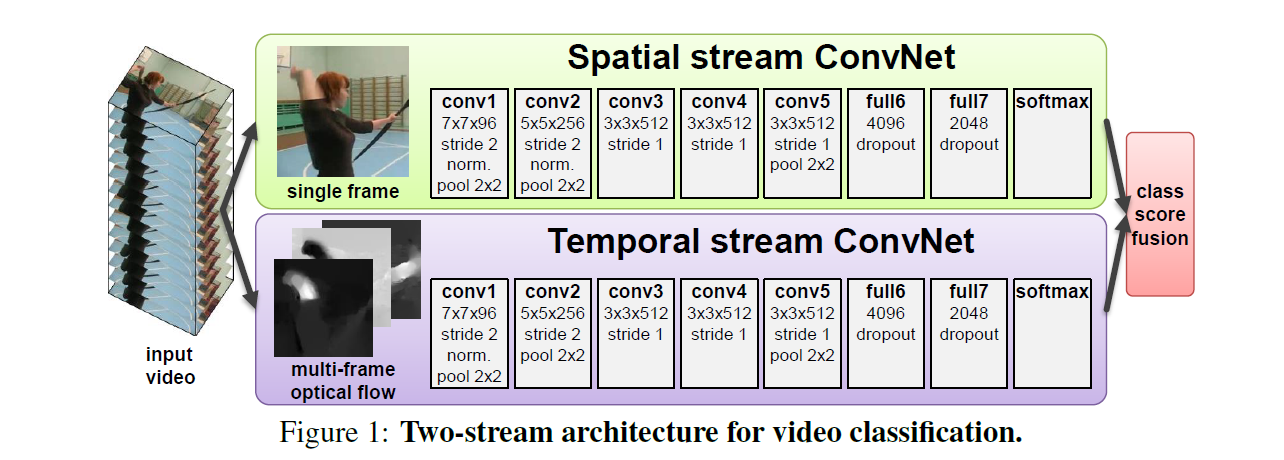 Spatial stream ConvNet
single frame
conv1
7x7x96
stride 2
norm.
pool 2x2
conv2
5x5x256
stride 2
norm.
pool 2x2
conv3
3x3x512
stride 1
conv4
3x3x512
stride 1
conv5
3x3x512
stride 1
pool 2x2
full6
4096
dropout
full7
2048
dropout
softmax
input
video
Temporal stream ConvNet
multi-frame
optical flow
conv1
7x7x96
stride 2
norm.
pool 2x2
conv2
5x5x256
stride 2
pool 2x2
conv3
3x3x512
stride 1
conv4
3x3x512
stride 1
conv5
3x3x512
stride 1
pool 2x2
full6
4096
dropout
full7
2048
dropout
softmax
class
score
fusion
Figure 1: Two-stream architecture for video classification.